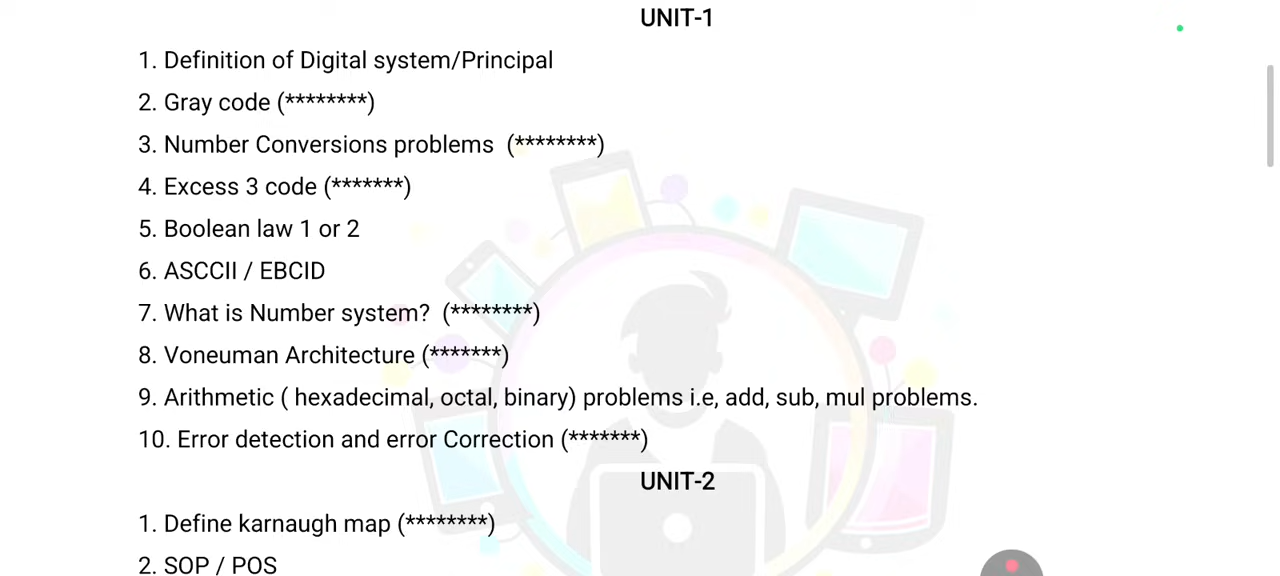 UNIT-1
1. Definition of Digital system/Principal
2. Gray code (********)
3. Number Conversions problems (********)
4. Excess 3 code (*******)
5. Boolean law 1 or 2
6. ASCCII / EBCID
7. What is Number system? (********)
8. Voneuman Architecture (*******)
9. Arithmetic ( hexadecimal, octal, binary) problems i.e, add, sub, mul problems.
10. Error detection and error Correction (*******)
UNIT-2
1. Define karnaugh map (********)
2. SOP / POS